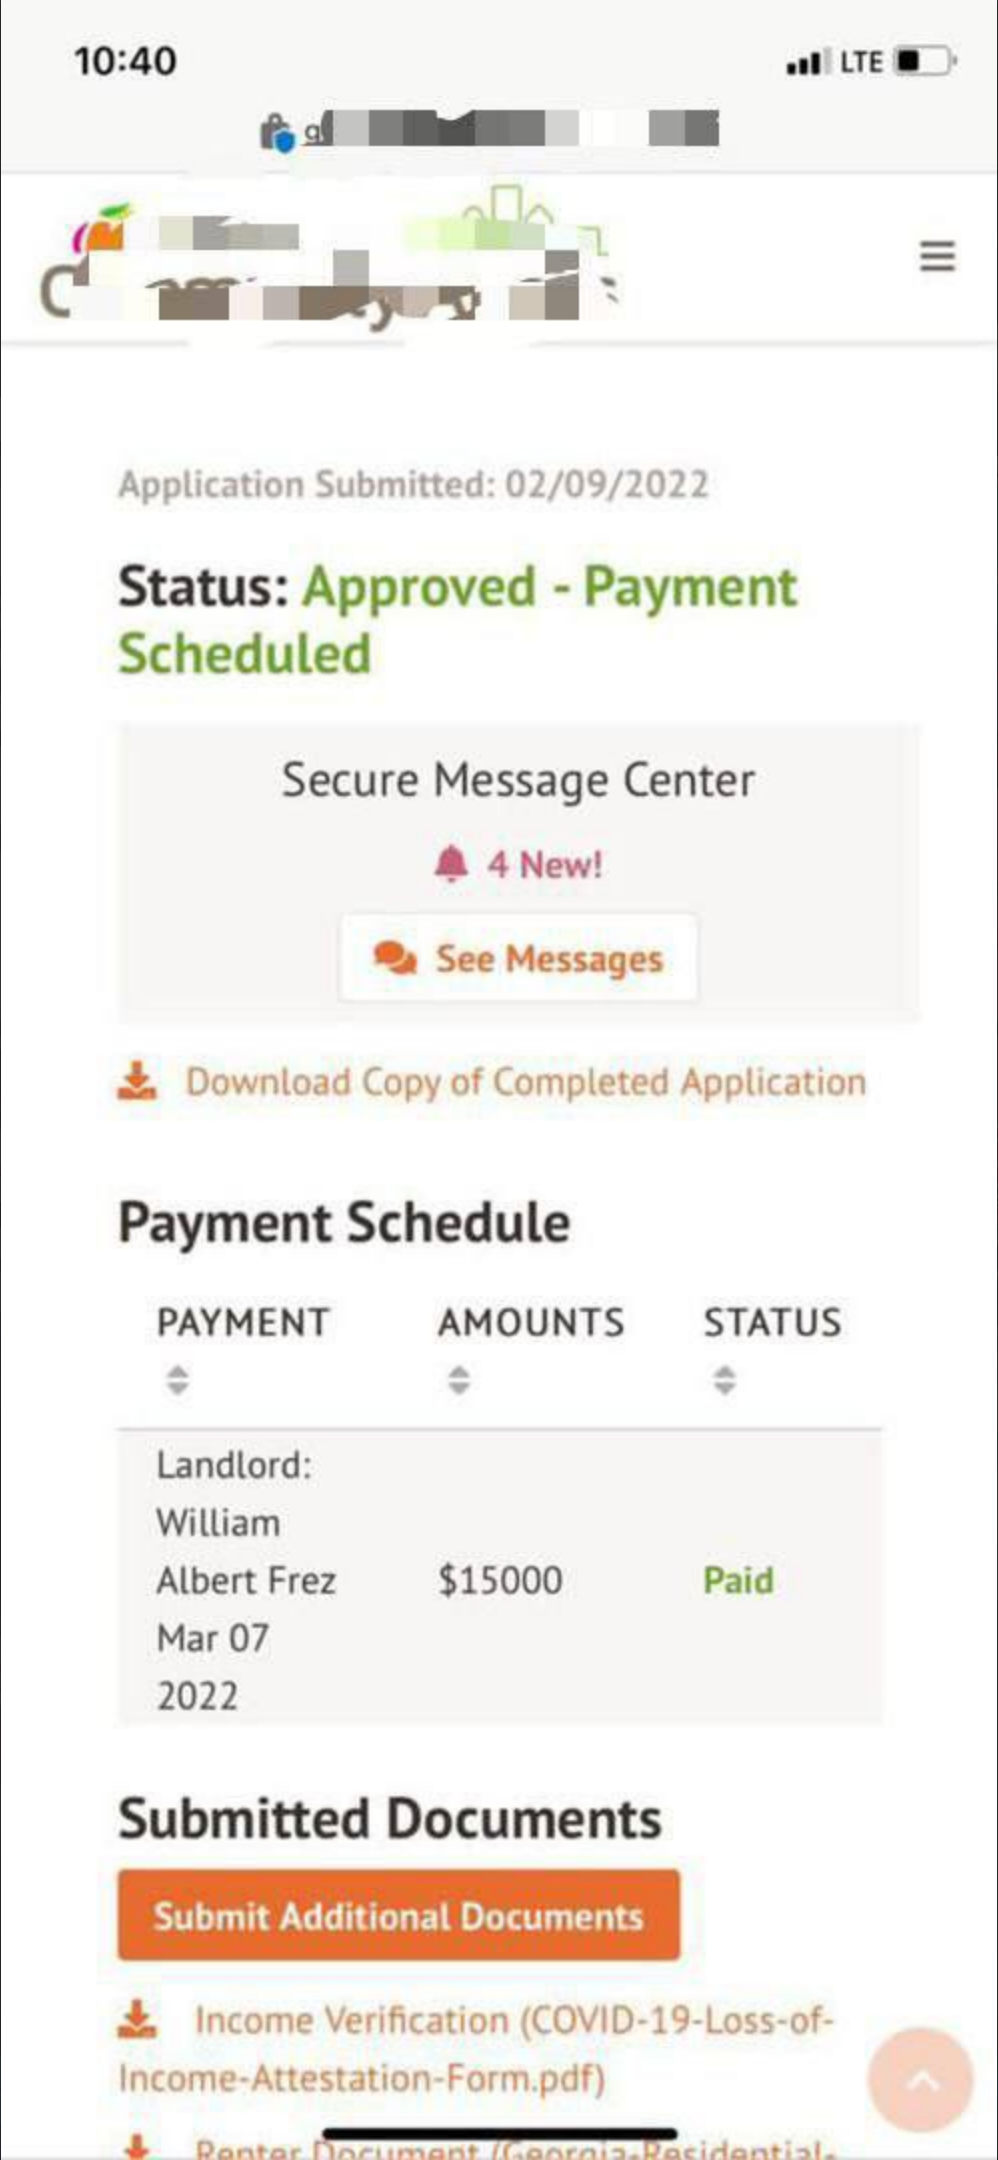 10:40
LTE
Application Submitted: 02/09/2022
Status: Approved - Payment
Scheduled
Secure Message Center
4 New!
See Messages
Download Copy of Completed Application
Payment Schedule
PAYMENT AMOUNTS STATUS
Landlord:
William
Albert Frez $15000 Paid
Mar 07
2022
Submitted Documents
Submit Additional Documents
Income Verification (COVID-19-Loss-of-
Income-Attestation-Form.pdf)
Renter Document (Georgia-Residential-